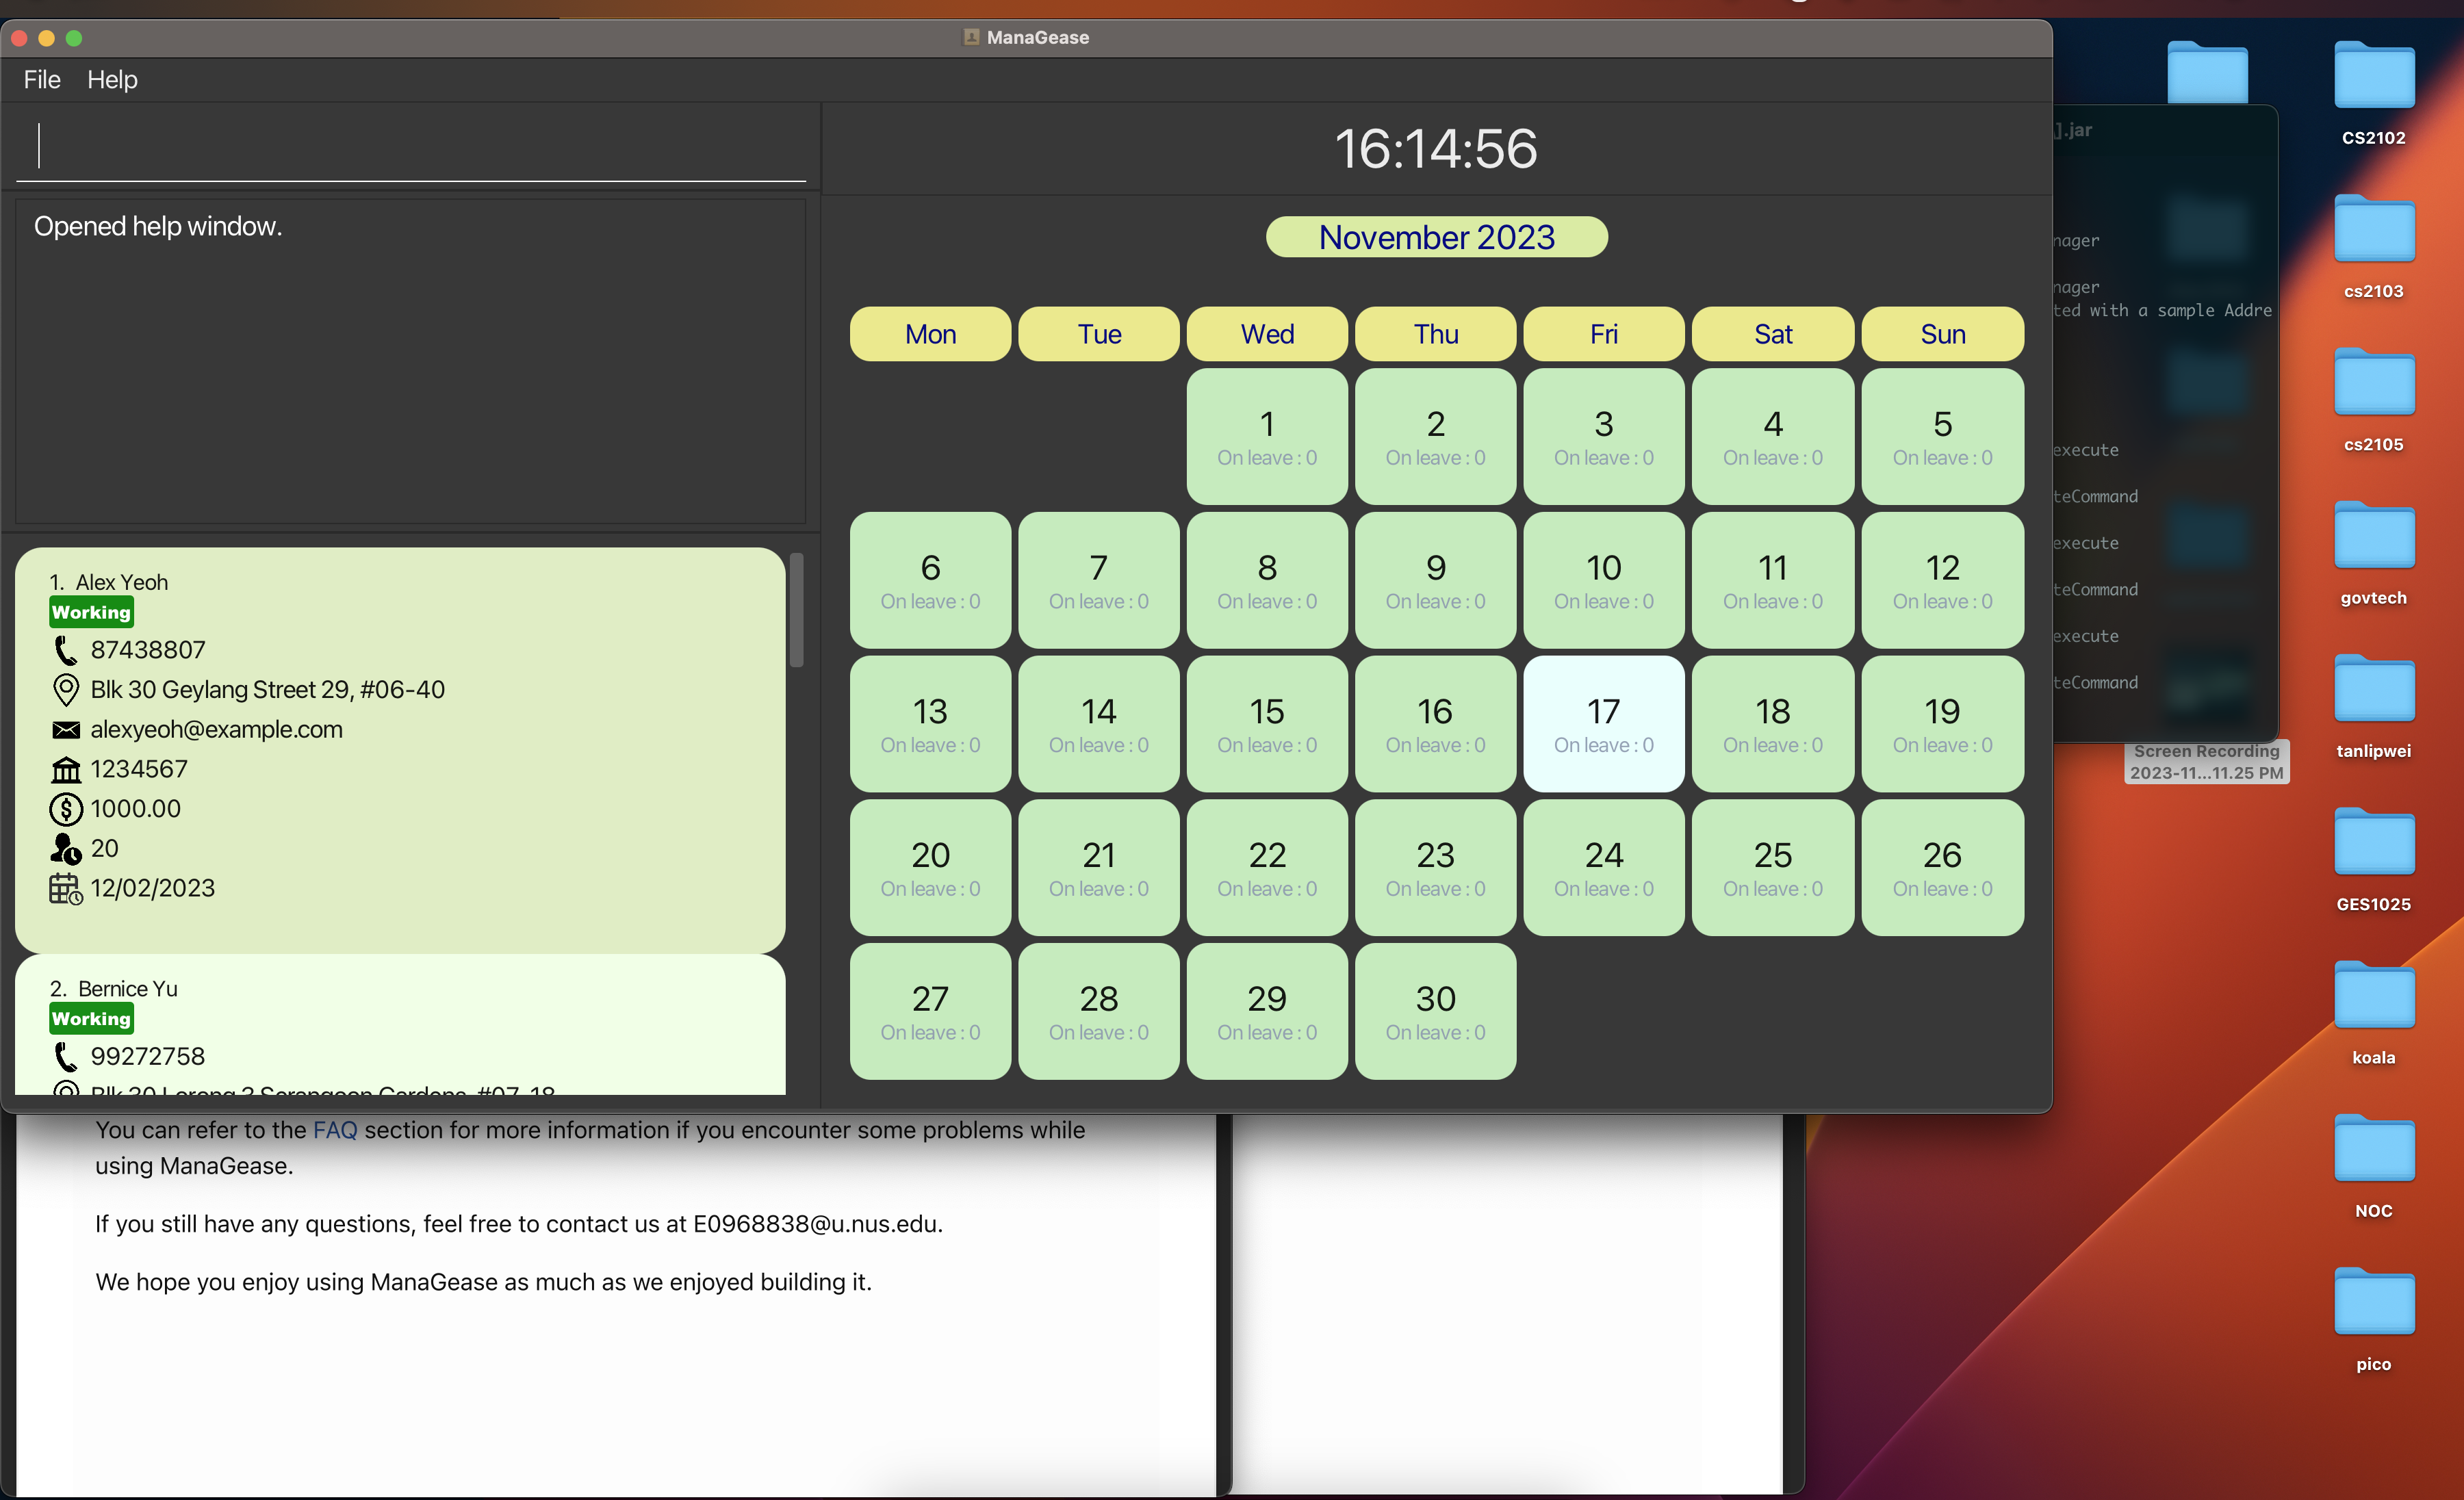 ManaGease
File Help
16:14:56
Opened help window.
November 2023
Mon Tue Wed Thu Fri Sat Sun
1 2 3 4 5
On leave : 0 On leave : 0 On leave : 0 On leave : 0 On leave : 0
6 7 8 9 10 11 12
On leave : 0 On leave : 0 On leave : 0 On leave : 0 On leave : 0 On leave : 0 On leave : 0
13 14 15 16 17 18 19
On leave : 0 On leave : 0 On leave : 0 On leave : 0 On leave : 0 On leave : 0 On leave : 0
20 21 22 23 24 25 26
On leave : 0 On leave : 0 On leave : 0 On leave : 0 On leave : 0 On leave : 0 On leave : 0
27 28 29 30
On leave : 0 On leave : 0 On leave : 0 On leave : 0
1. Alex Yeoh
Working
87438807
Blk 30 Geylang Street 29, #06-40
alexyeoh@example.com
1234567
1000.00
20
12/02/2023
2. Bernice Yu
Working
99272758
Blk 30 Lorong 3 Serangoon Gardens, #07-18
You can refer to the FAQ section for more information if you encounter some problems while
using ManaGease.
If you still have any questions, feel free to contact us at E0968838@u.nus.edu.
We hope you enjoy using ManaGease as much as we enjoyed building it.
].jar
nager
nager
ted with a sample Addre
execute
teCommand
execute
teCommand
execute
teCommand
Screen Recording
2023-11...11.25 PM
CS2102
cs2103
cs2105
govtech
tanlipwei
GES1025
koala
NOC
pico